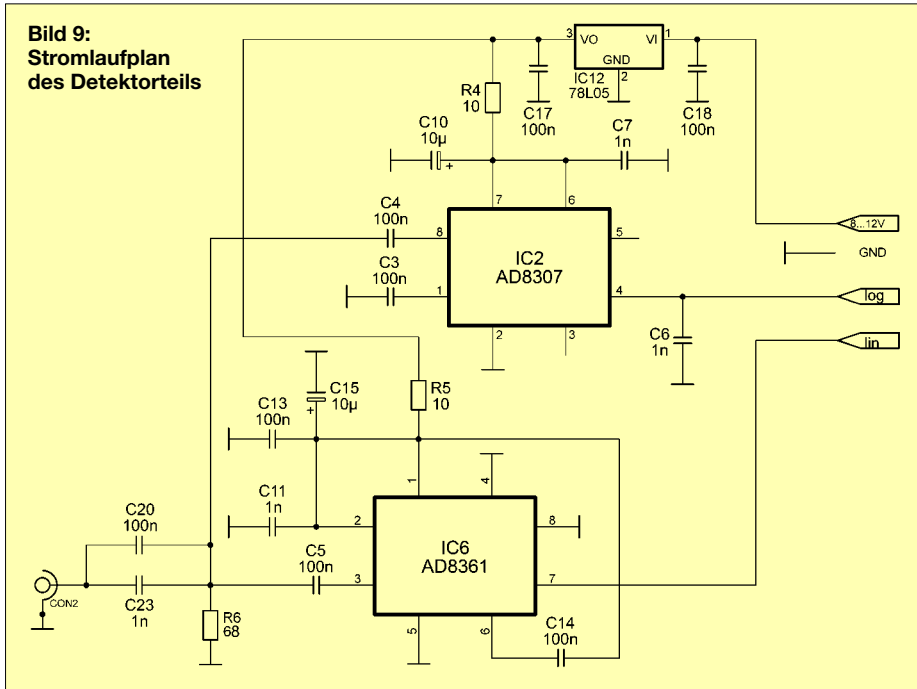 Bild 9:
Stromlaufplan
des Detektorteils
3 VO VI 1
GND
IC12 2
78L05
R4
10
C17
100n
C18
100n
C10
10µ
+
C7
1n
7 6
C4
100n
8
5
C3
100n
1
IC2
AD8307
4
2 3
8...12V
GND
log
lin
C6
1n
C15
10µ
+
R5
10
C13
100n
1 4
C11
1n
2
8
IC6
AD8361
C20
100n
C5
100n
3
7
CON2
C23
1n
R6
68
5 6
C14
100n